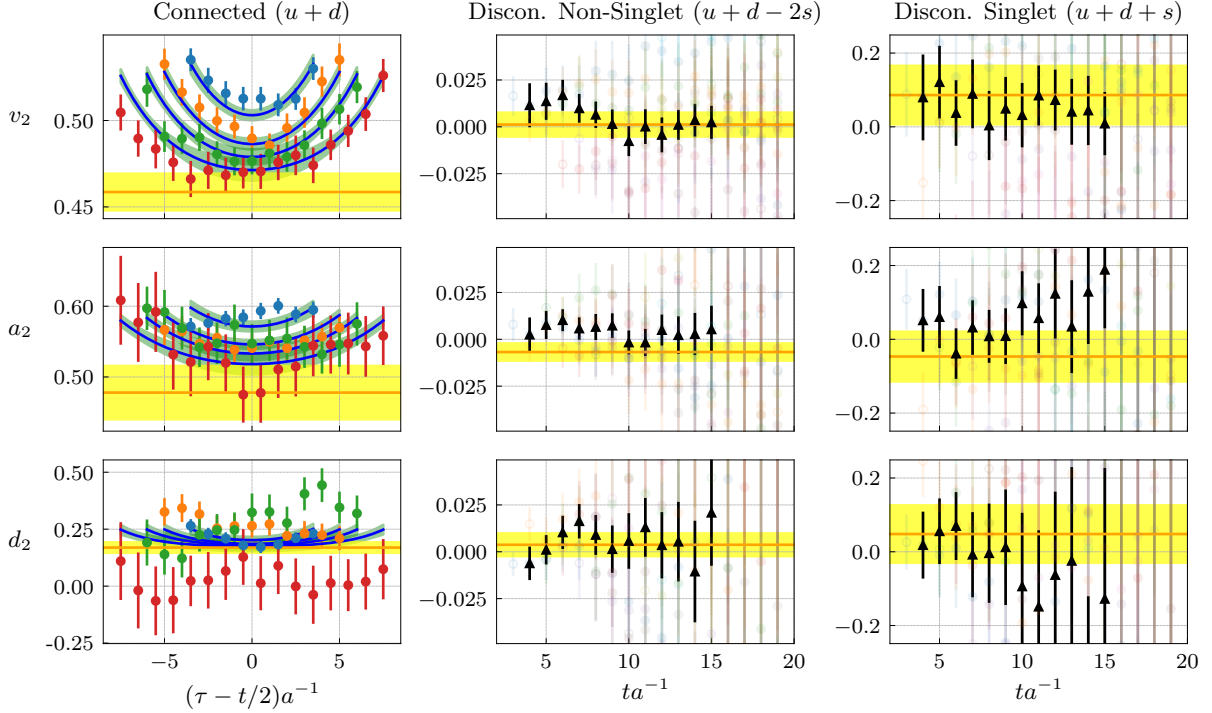 Connected (u + d)
Discon. Non-Singlet (u + d − 2s)
Discon. Singlet (u + d + s)
v₂
0.50
0.45
0.025
0.000
−0.025
0.2
0.0
−0.2
a₂
0.60
0.50
0.025
0.000
−0.025
0.2
0.0
−0.2
d₂
0.50
0.25
0.00
-0.25
0.025
0.000
−0.025
0.2
0.0
−0.2
−5 0 5
5 10 15 20
5 10 15 20
(τ − t/2)a⁻¹
ta⁻¹
ta⁻¹